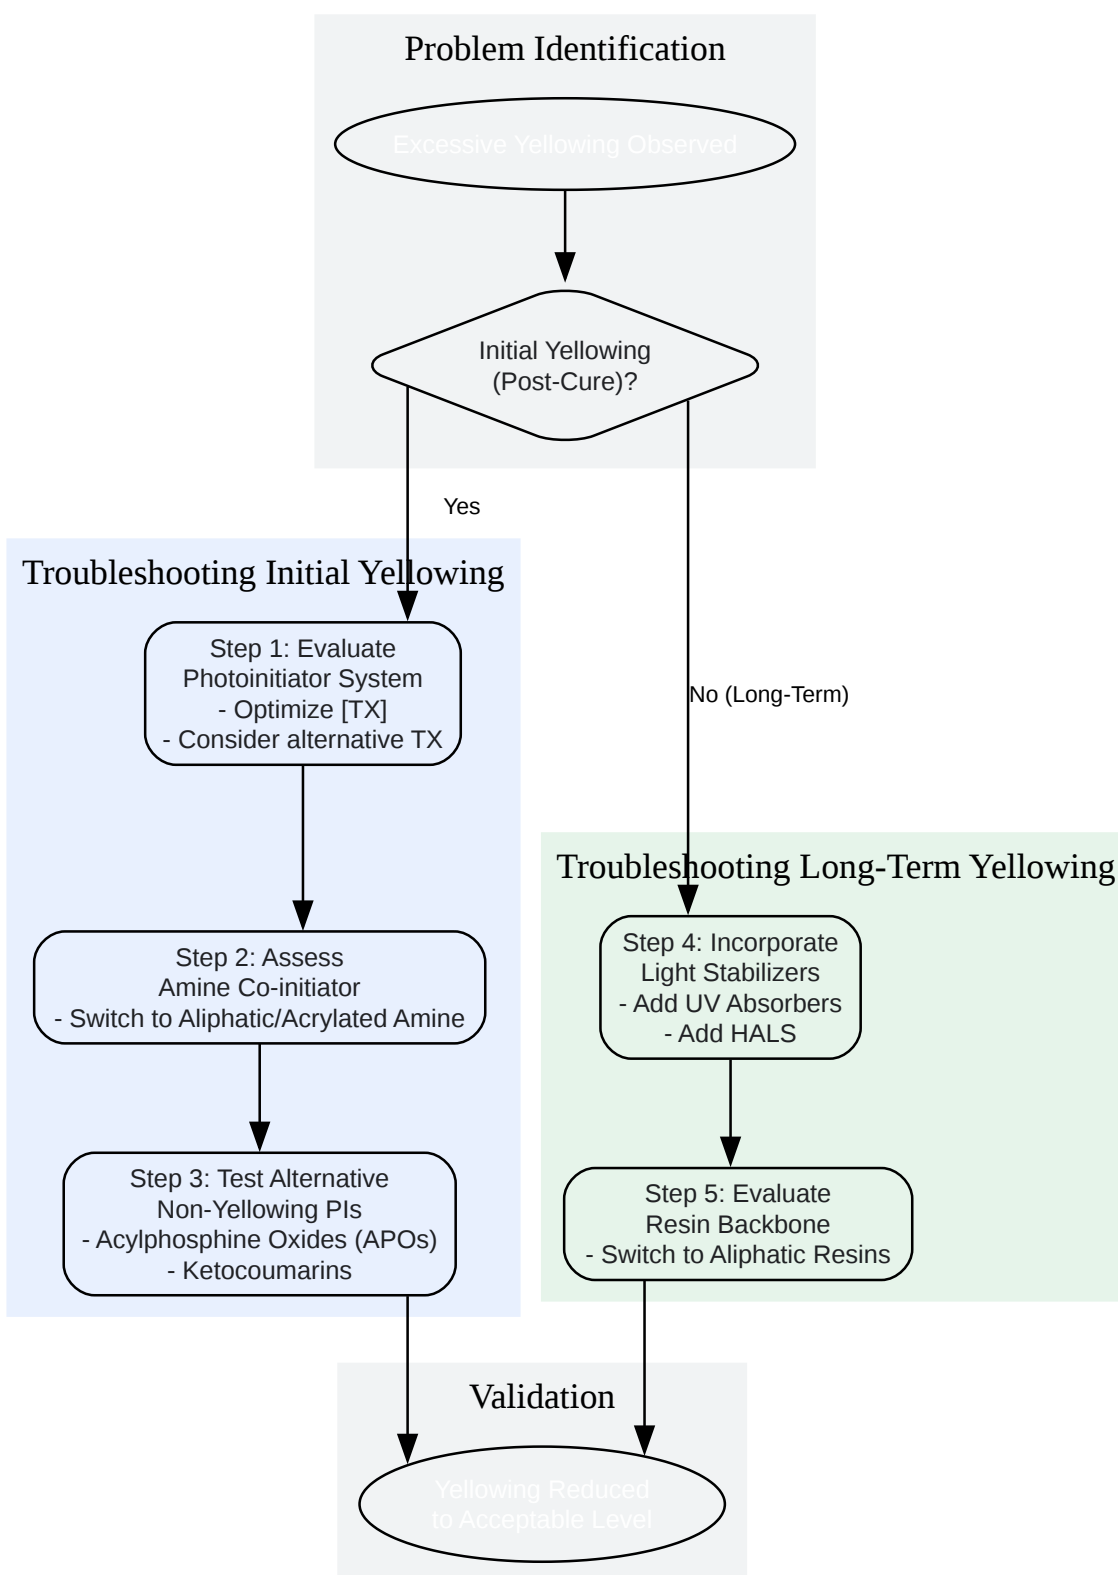 Problem Identification
Excessive Yellowing Observed
Initial Yellowing
(Post-Cure)?
Yes
Troubleshooting Initial Yellowing
Step 1: Evaluate
Photoinitiator System
- Optimize [TX]
- Consider alternative TX
No (Long-Term)
Troubleshooting Long-Term Yellowing
Step 2: Assess
Amine Co-initiator
- Switch to Aliphatic/Acrylated Amine
Step 4: Incorporate
Light Stabilizers
- Add UV Absorbers
- Add HALS
Step 3: Test Alternative
Non-Yellowing PIs
- Acylphosphine Oxides (APOs)
- Ketocoumarins
Step 5: Evaluate
Resin Backbone
- Switch to Aliphatic Resins
Validation
Yellowing Reduced
to Acceptable Level